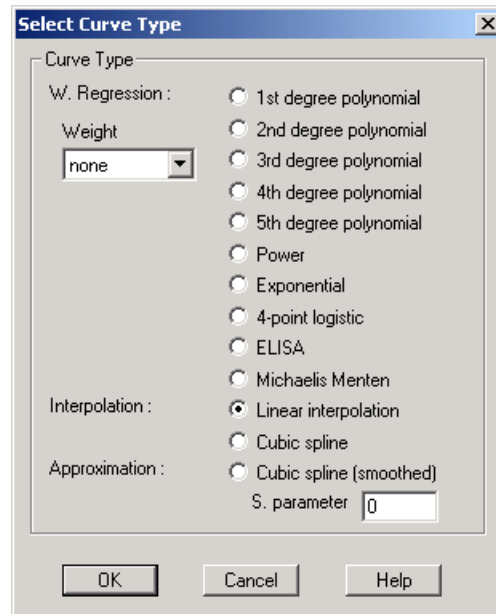 Select Curve Type
Curve Type
W. Regression :
1st degree polynomial
Weight
2nd degree polynomial
none
3rd degree polynomial
4th degree polynomial
5th degree polynomial
Power
Exponential
4-point logistic
ELISA
Michaelis Menten
Interpolation :
Linear interpolation
Cubic spline
Approximation :
Cubic spline (smoothed)
S. parameter 0
OK Cancel Help